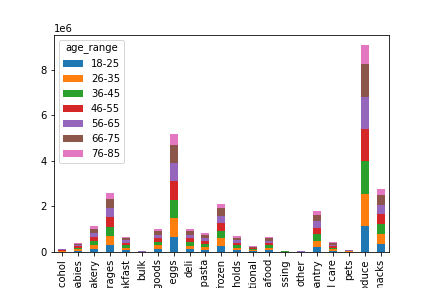 1e6
age_range
18-25
26-35
36-45
46-55
56-65
66-75
76-85
8
6
4
2
0
cohol
abies
akery
rages
kfast
bulk
goods
eggs
deli
pasta
rozen
holds
tional
afood
ssing
other
antry
l care
pets
oduce
nacks